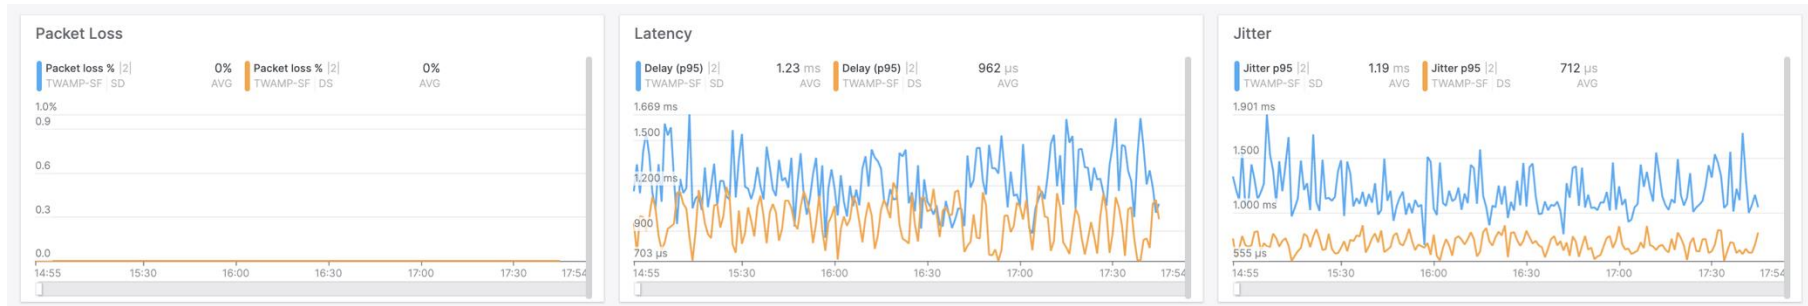 Packet Loss
Packet loss % |2| 0% Packet loss % |2| 0%
TWAMP-SF SD AVG TWAMP-SF DS AVG
1.0%
0.9
0.6
0.3
0.0
14:55 15:30 16:00 16:30 17:00 17:30 17:54
Latency
Delay (p95) |2| 1.23 ms Delay (p95) |2| 962 µs
TWAMP-SF SD AVG TWAMP-SF DS AVG
1.669 ms
1.500
1.200 ms
900
703 µs
14:55 15:30 16:00 16:30 17:00 17:30 17:54
Jitter
Jitter p95 |2| 1.19 ms Jitter p95 |2| 712 µs
TWAMP-SF SD AVG TWAMP-SF DS AVG
1.901 ms
1.500
1.000 ms
555 µs
14:55 15:30 16:00 16:30 17:00 17:30 17:54